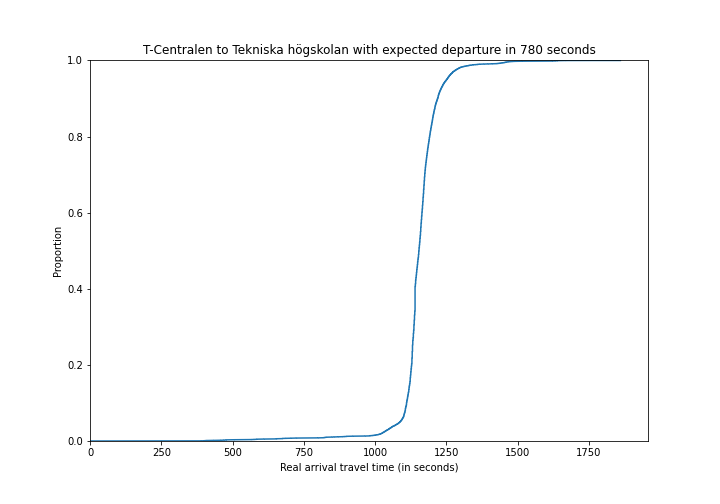 T-Centralen to Tekniska högskolan with expected departure in 780 seconds
1.0
0.8
0.6
0.4
0.2
0.0
Proportion
0 250 500 750 1000 1250 1500 1750
Real arrival travel time (in seconds)